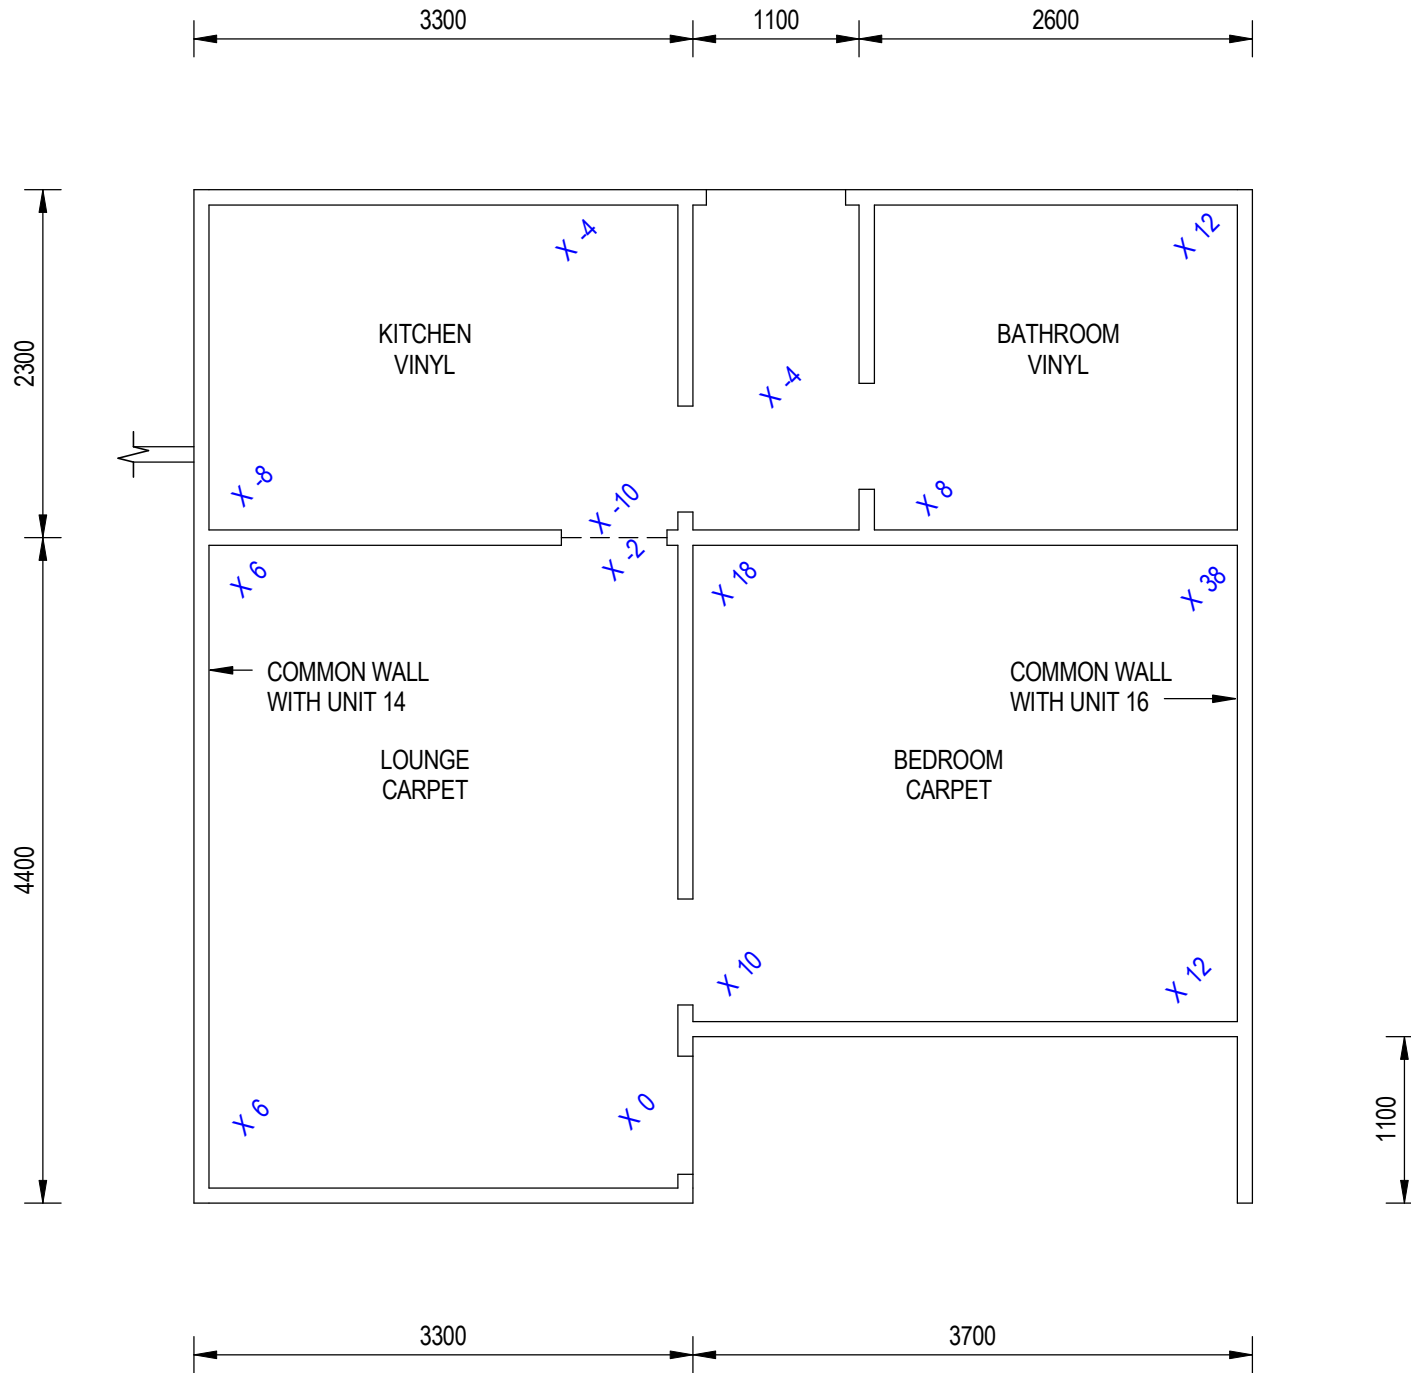 3300
1100
2600
X -4
X 12
2300
KITCHEN
VINYL
BATHROOM
VINYL
X -4
X -8
X -10
X 8
X -2
X 6
X 18
X 38
COMMON WALL
WITH UNIT 14
COMMON WALL
WITH UNIT 16
LOUNGE
CARPET
BEDROOM
CARPET
4400
X 10
X 12
X 6
X 0
1100
3300
3700